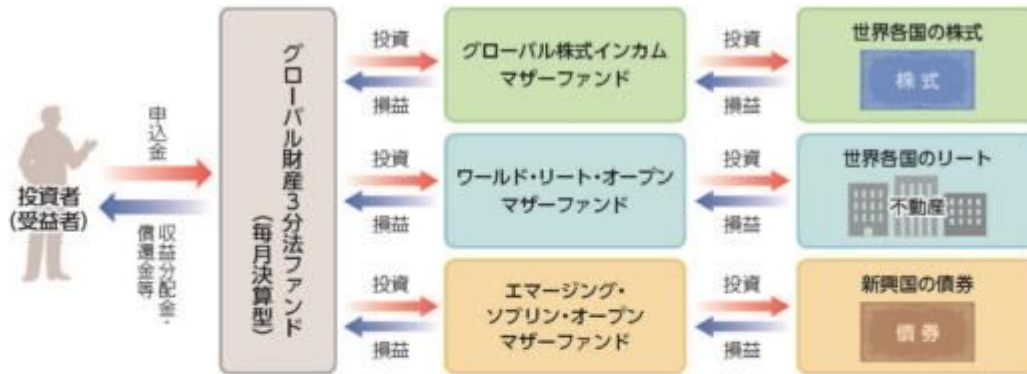 投資者
(受益者)
申込金
収益分配金・
償還金等
グローバル財産3分法ファンド
(毎月決算型)
投資
損益
グローバル株式インカム
マザーファンド
投資
損益
世界各国の株式
株式
投資
損益
ワールド・リート・オープン
マザーファンド
投資
損益
世界各国のリート
不動産
投資
損益
エマージング・
ソブリン・オープン
マザーファンド
投資
損益
新興国の債券
債券